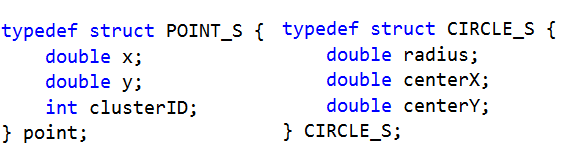 typedef struct POINT_S {
    double x;
    double y;
    int clusterID;
} point;
typedef struct CIRCLE_S {
    double radius;
    double centerX;
    double centerY;
} CIRCLE_S;